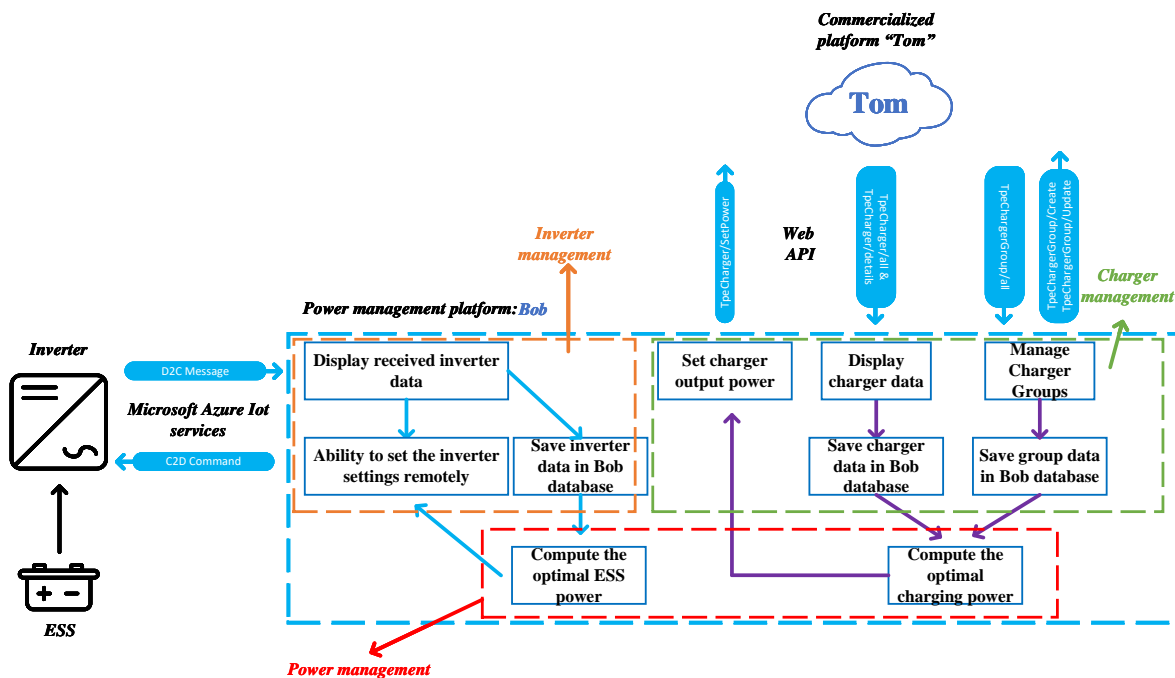 Commercialized
platform “Tom”
Tom
TpeCharger/SetPower
Web
API
TpeCharger/all &
TpeCharger/details
TpeChargerGroup/all
TpeChargerGroup/Create
TpeChargerGroup/Update
Inverter
management
Charger
management
Power management platform: Bob
Inverter
D2C Message
Microsoft Azure Iot
services
C2D Command
ESS
Display received inverter
data
Ability to set the inverter
settings remotely
Save inverter
data in Bob
database
Set charger
output power
Display
charger data
Manage
Charger
Groups
Save charger
data in Bob
database
Save group data
in Bob database
Compute the
optimal ESS
power
Compute the
optimal
charging power
Power management